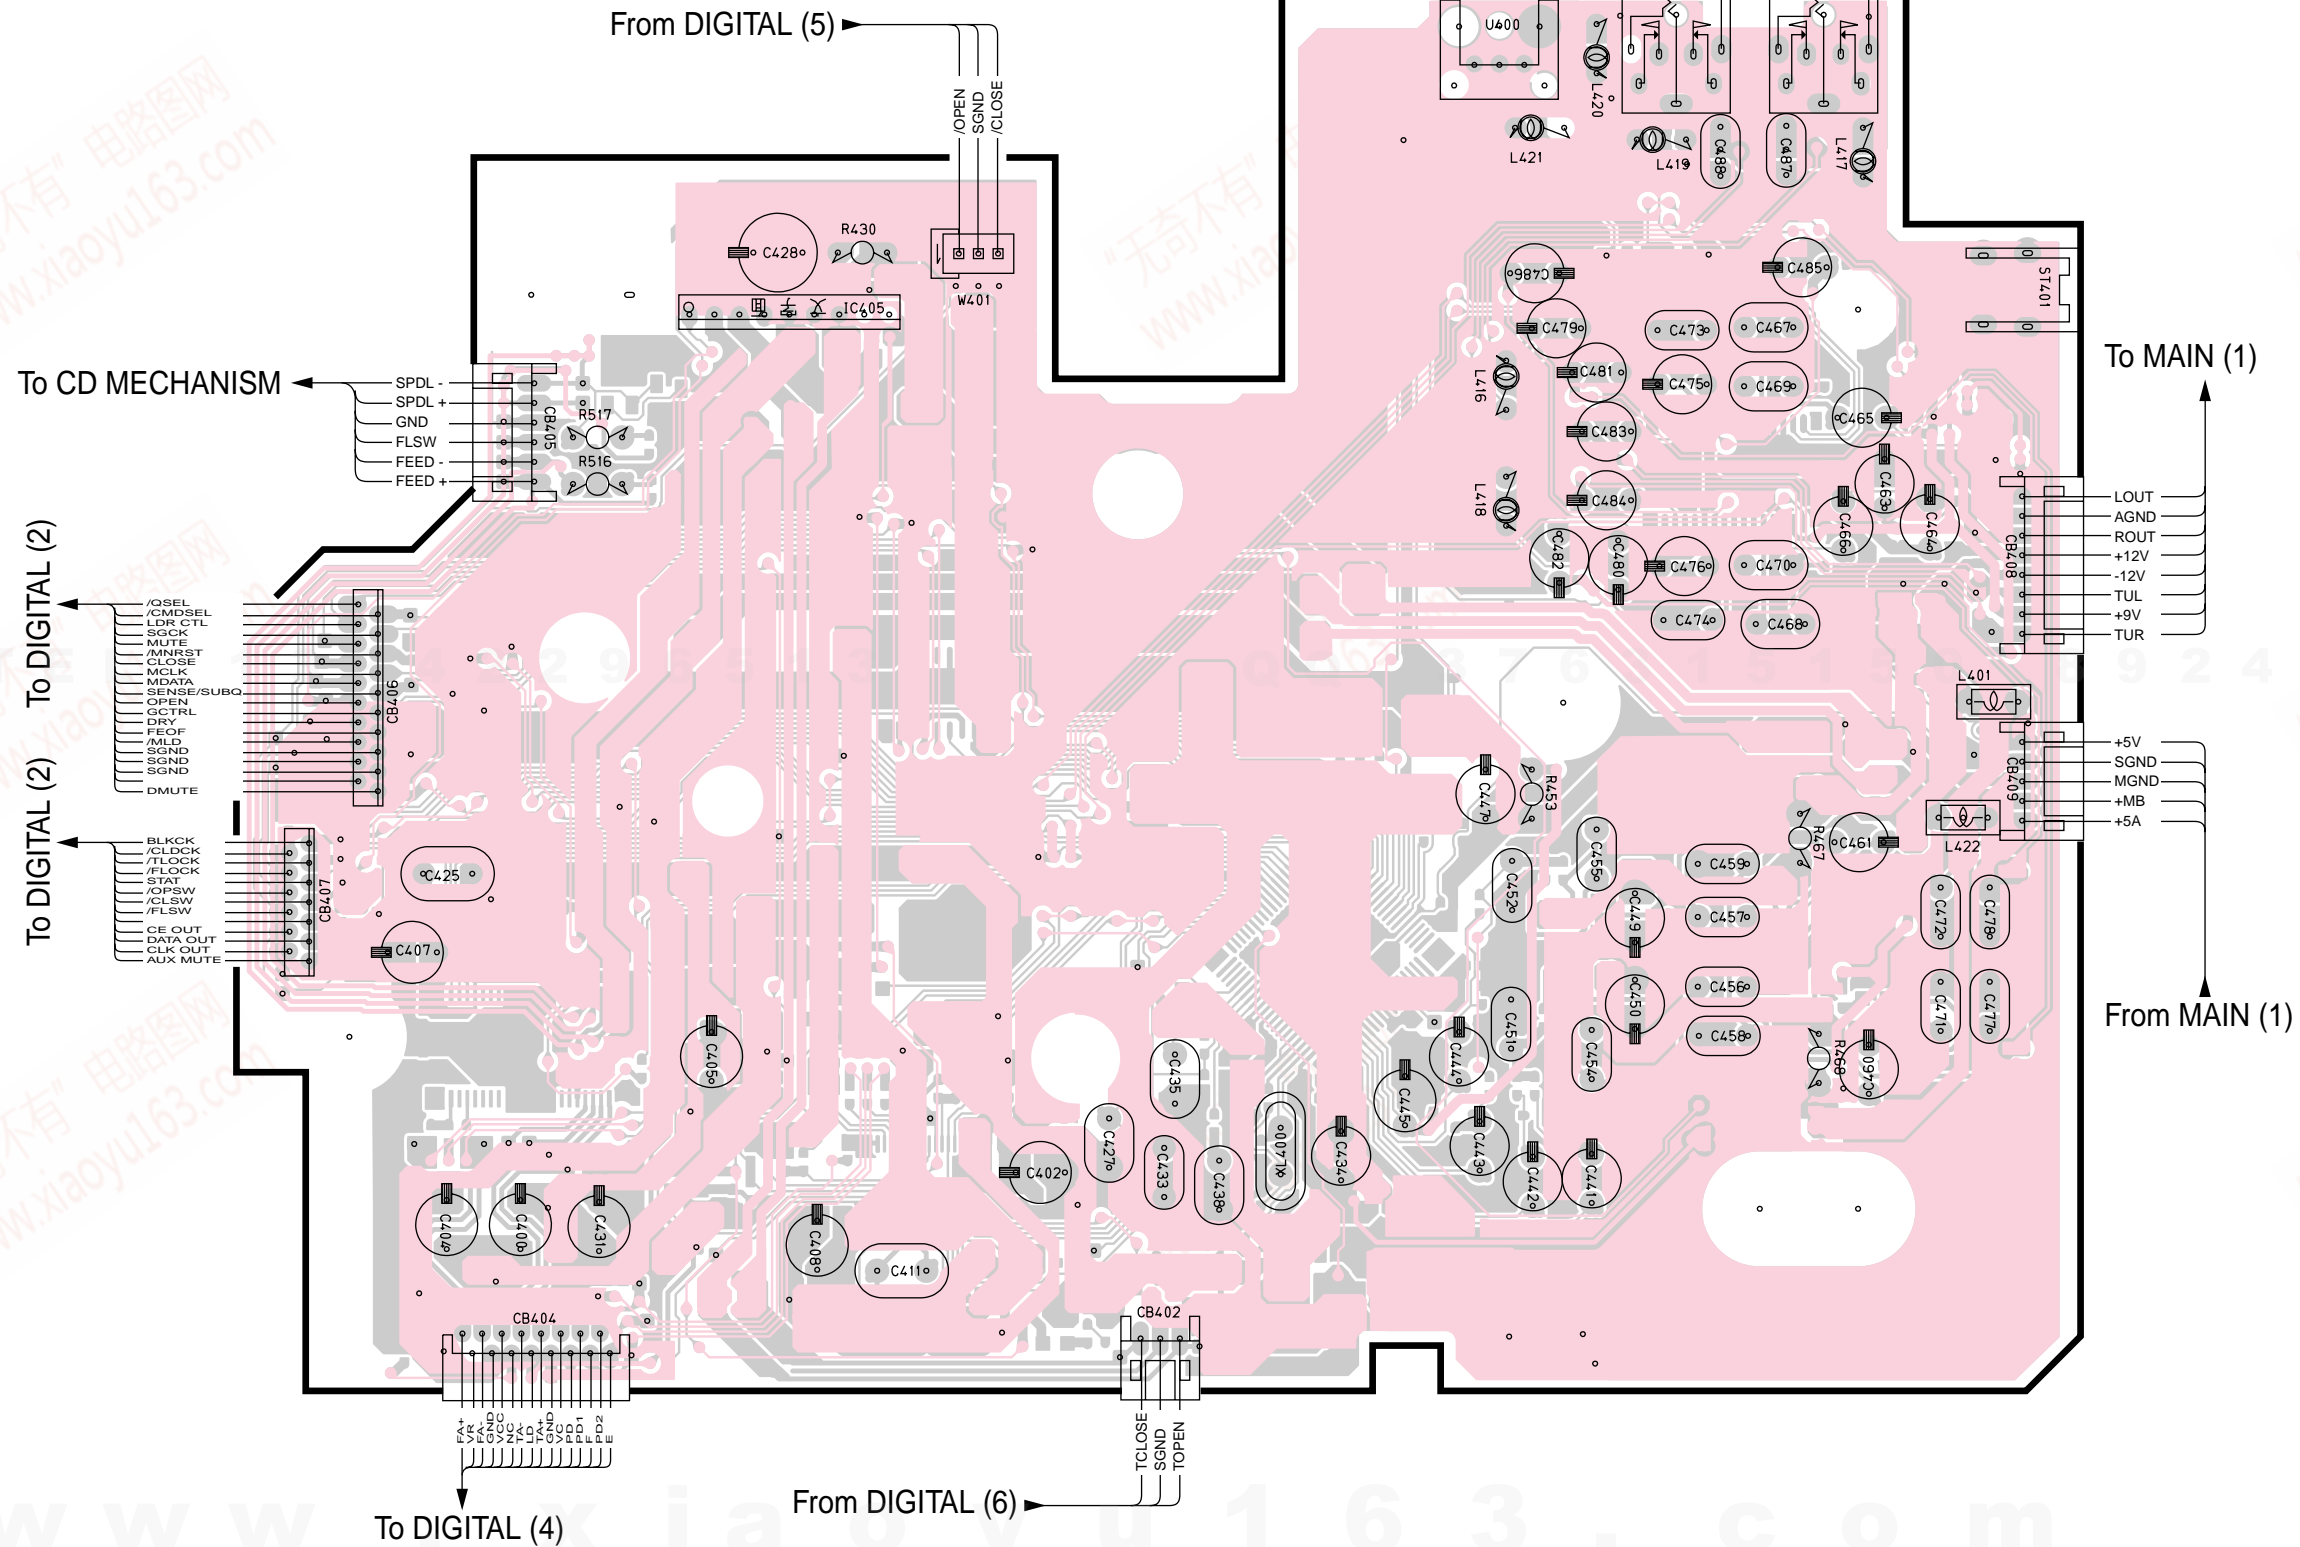 From DIGITAL (5)
/OPEN
SGND
/CLOSE
U400
L420
L421
L419
C488
C487
L417
C428
R430
W401
IC405
C486
C485
ST401
C479
C473
C467
L416
C481
C475
C469
C483
C465
L418
C484
C463
C466
C464
C482
C480
C476
C470
C474
C468
To CD MECHANISM
SPDL -
SPDL +
GND
FLSW
FEED -
FEED +
CB405
R517
R516
To MAIN (1)
LOUT
AGND
ROUT
+12V
-12V
TUL
+9V
TUR
CB408
To DIGITAL (2)
/QSEL
/CMDSEL
LDR CTL
SGCK
MUTE
/MNRST
CLOSE
MCLK
MDATA
SENSE/SUBQ
OPEN
GCTRL
DRY
FEOF
/MLD
SGND
SGND
SGND
DMUTE
CB406
To DIGITAL (2)
BLKCK
/CLDCK
/TLOCK
/FLOCK
STAT
/OPSW
/CLSW
/FLSW
CE OUT
DATA OUT
CLK OUT
AUX MUTE
CB407
L401
+5V
SGND
MGND
+MB
+5A
CB409
L422
From MAIN (1)
C425
C407
C447
R453
C455
C452
C459
R467
C461
C449
C457
C472
C478
C456
C450
C458
C471
C477
C451
C454
R468
C460
C405
C435
C444
C445
C427
C433
C438
XL400
C434
C443
C442
C441
C402
C404
C400
C431
C408
C411
CB404
CB402
FA+
VR
FA-
GND
VCC
NC
TA-
LD
TA+
GND
VC
PD
PD1
F
PD2
E
To DIGITAL (4)
TCLOSE
SGND
TOPEN
From DIGITAL (6)
www.xiaoyu163.com